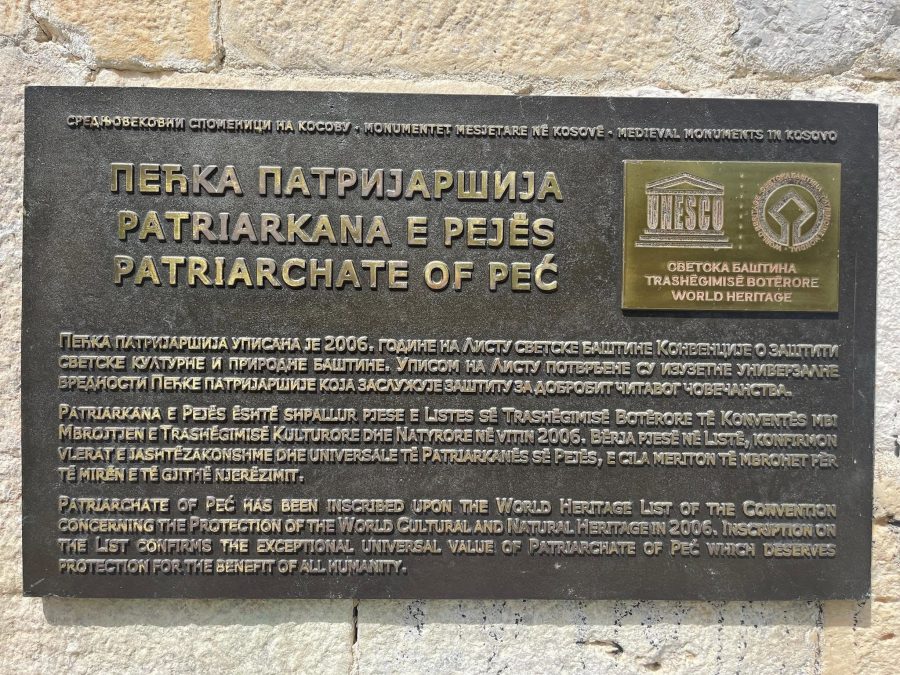 СРЕДЊОВЕКОВНИ СПОМЕНИЦИ НА КОСОВУ · MONUMENTET MESJETARE NË KOSOVË · MEDIEVAL MONUMENTS IN KOSOVO
ПЕЋКА ПАТРИЈАРШИЈА
PATRIARKANA E PEJËS
PATRIARCHATE OF PEĆ
UNESCO
СВЕТСКА БАШТИНА
TRASHËGIMISË BOTËRORE
WORLD HERITAGE
ПЕЋКА ПАТРИЈАРШИЈА УПИСАНА ЈЕ 2006. ГОДИНЕ НА ЛИСТУ СВЕТСКЕ БАШТИНЕ КОНВЕНЦИЈЕ О ЗАШТИТИ
СВЕТСКЕ КУЛТУРНЕ И ПРИРОДНЕ БАШТИНЕ. УПИСОМ НА ЛИСТУ ПОТВРЂЕНЕ СУ ИЗУЗЕТНЕ УНИВЕРЗАЛНЕ
ВРЕДНОСТИ ПЕЋКЕ ПАТРИЈАРШИЈЕ КОЈА ЗАСЛУЖУЈЕ ЗАШТИТУ ЗА ДОБРОБИТ ЧИТАВОГ ЧОВЕЧАНСТВА.
PATRIARKANA E PEJËS ËSHTË SHPALLUR PJESE E LISTES SË TRASHËGIMISË BOTËRORE TË KONVENTËS MBI
MBROJTJEN E TRASHËGIMISË KULTURORE DHE NATYRORE NË VITIN 2006. BËRJA PJESË NË LISTË, KONFIRMON
VLERAT E JASHTËZAKONSHME DHE UNIVERSALE TË PATRIARKANËS SË PEJËS, E CILA MERITON TË MBROHET PËR
TË MIRËN E TË GJITHË NJERËZIMIT.
PATRIARCHATE OF PEĆ HAS BEEN INSCRIBED UPON THE WORLD HERITAGE LIST OF THE CONVENTION
CONCERNING THE PROTECTION OF THE WORLD CULTURAL AND NATURAL HERITAGE IN 2006. INSCRIPTION ON
THE LIST CONFIRMS THE EXCEPTIONAL UNIVERSAL VALUE OF PATRIARCHATE OF PEĆ WHICH DESERVES
PROTECTION FOR THE BENEFIT OF ALL HUMANITY.